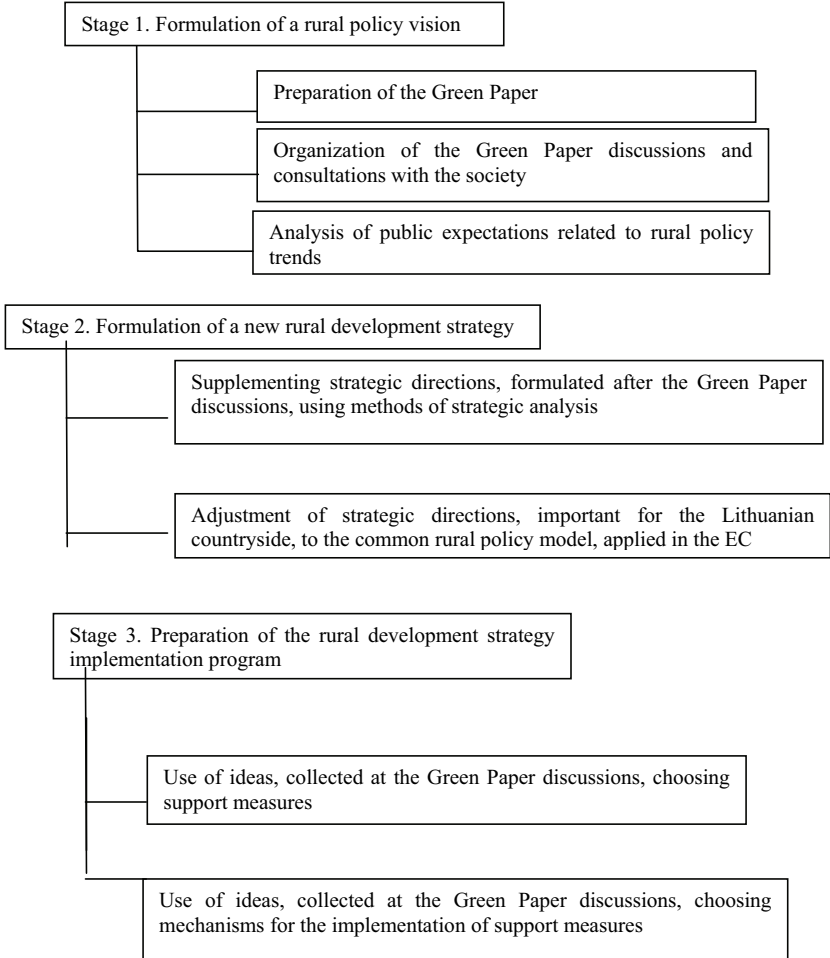 Stage 1. Formulation of a rural policy vision
Preparation of the Green Paper
Organization of the Green Paper discussions and
consultations with the society
Analysis of public expectations related to rural policy
trends
Stage 2. Formulation of a new rural development strategy
Supplementing strategic directions, formulated after the Green Paper
discussions, using methods of strategic analysis
Adjustment of strategic directions, important for the Lithuanian
countryside, to the common rural policy model, applied in the EC
Stage 3. Preparation of the rural development strategy
implementation program
Use of ideas, collected at the Green Paper discussions, choosing
support measures
Use of ideas, collected at the Green Paper discussions, choosing
mechanisms for the implementation of support measures